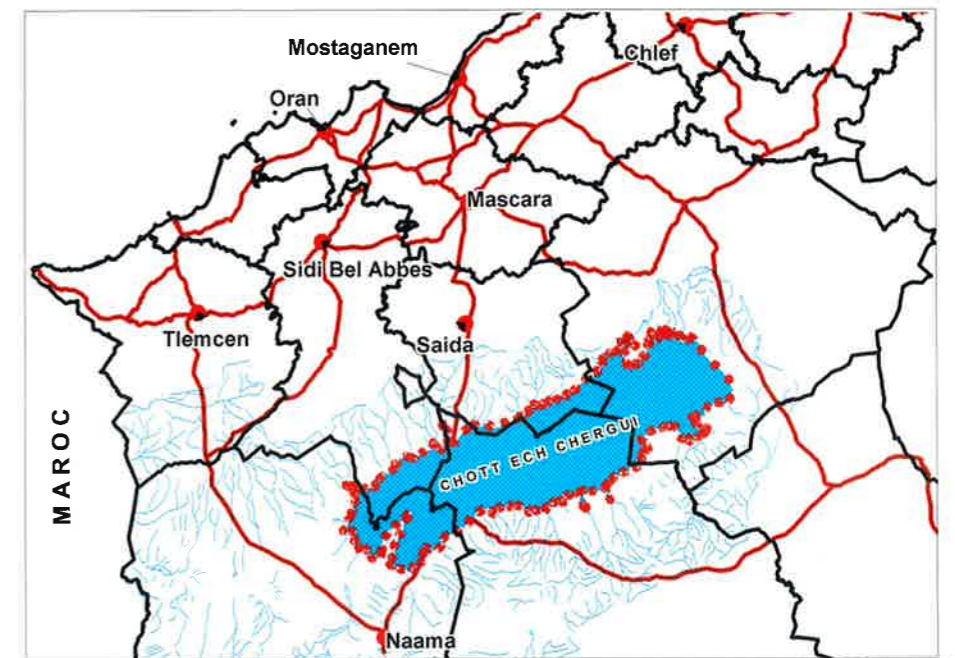 Mostaganem
Chlef
Oran
Mascara
Sidi Bel Abbes
Tlemcen
Saida
CHOTT ECH CHERGUI
MAROC
Naama